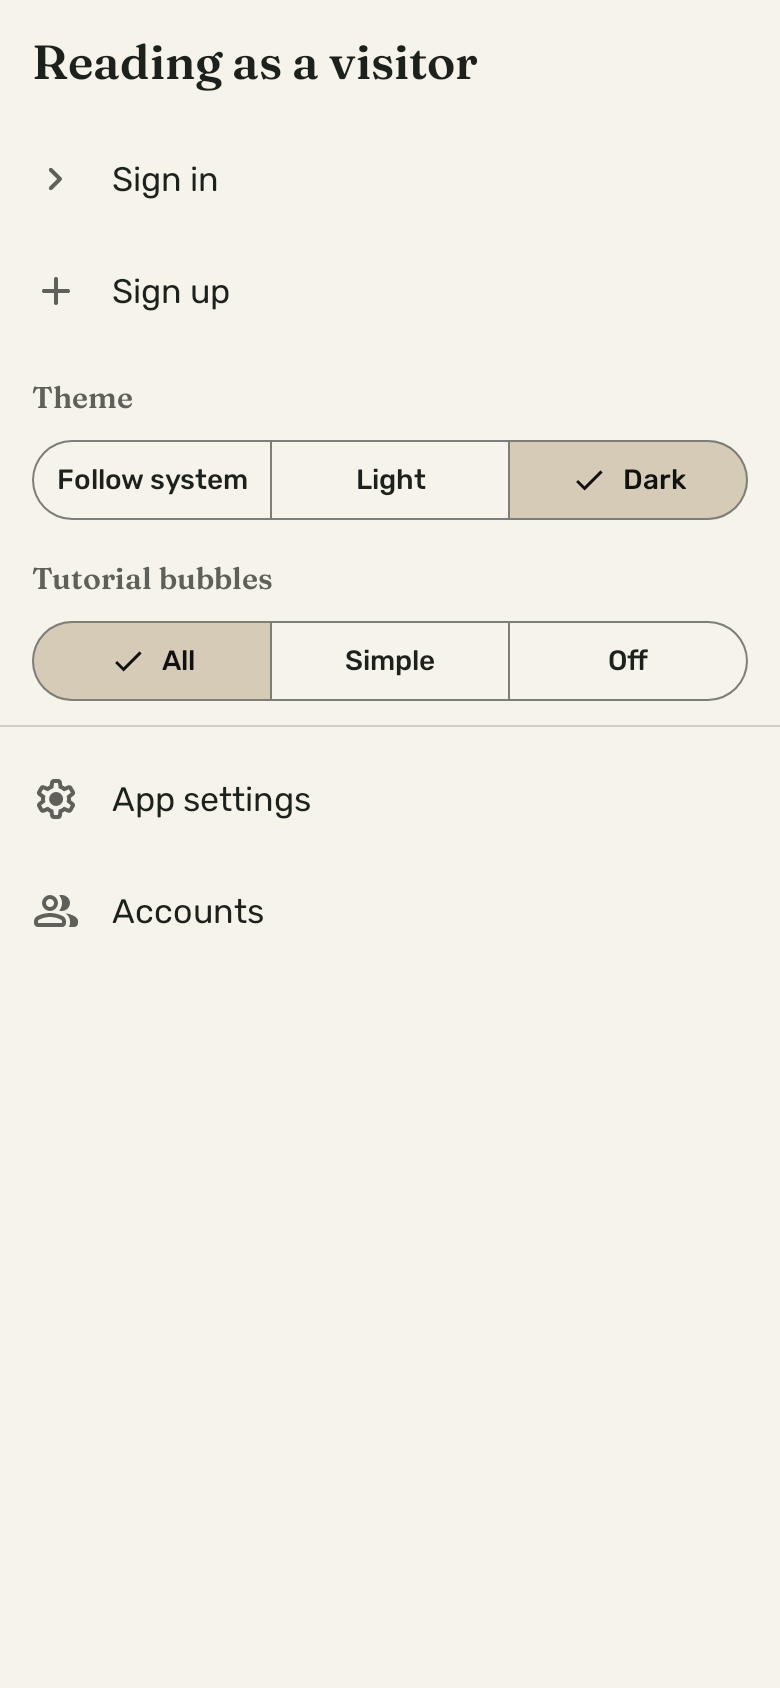 Reading as a visitor
Sign in
Sign up
Theme
Follow system Light Dark
Tutorial bubbles
All Simple Off
App settings
Accounts